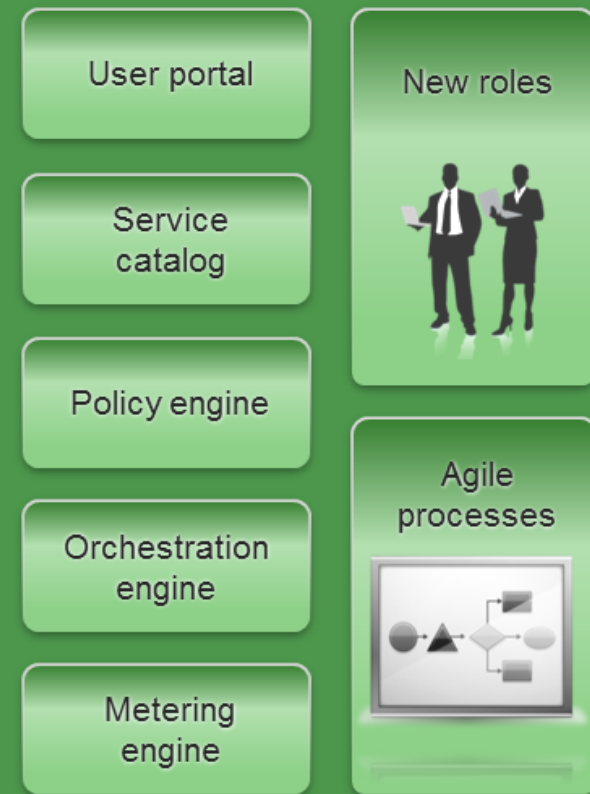 User portal
Service
catalog
Policy engine
Orchestration
engine
Metering
engine
New roles
Agile
processes